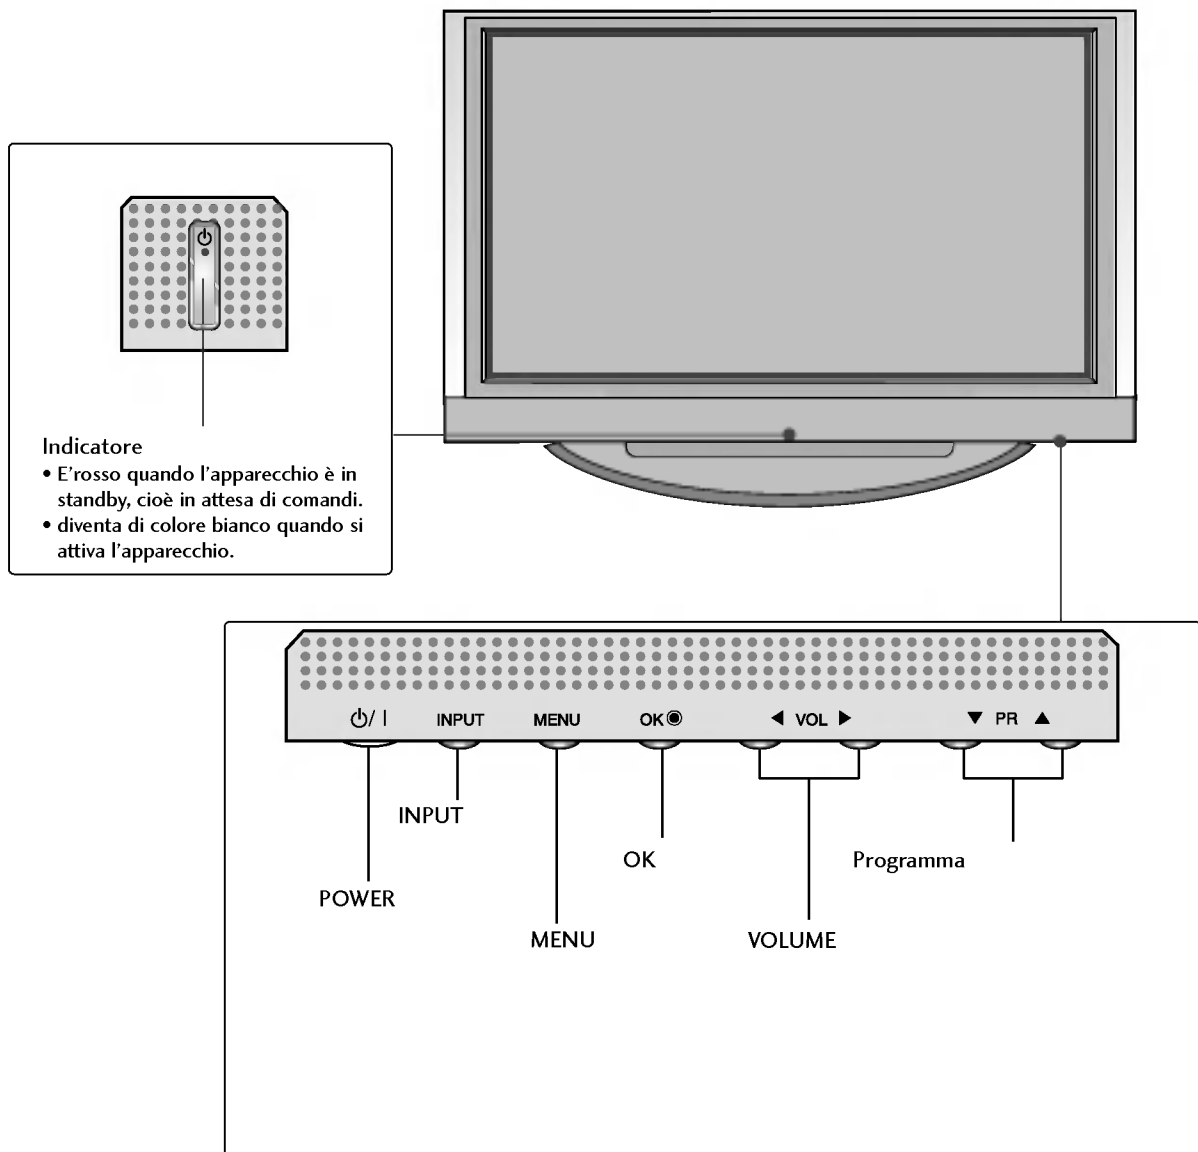 Indicatore
• E'rosso quando l'apparecchio è in
standby, cioè in attesa di comandi.
• diventa di colore bianco quando si
attiva l'apparecchio.
⏻/ I INPUT MENU OK◉ ◀ VOL ▶ ▼ PR ▲
INPUT
OK
Programma
POWER
MENU
VOLUME